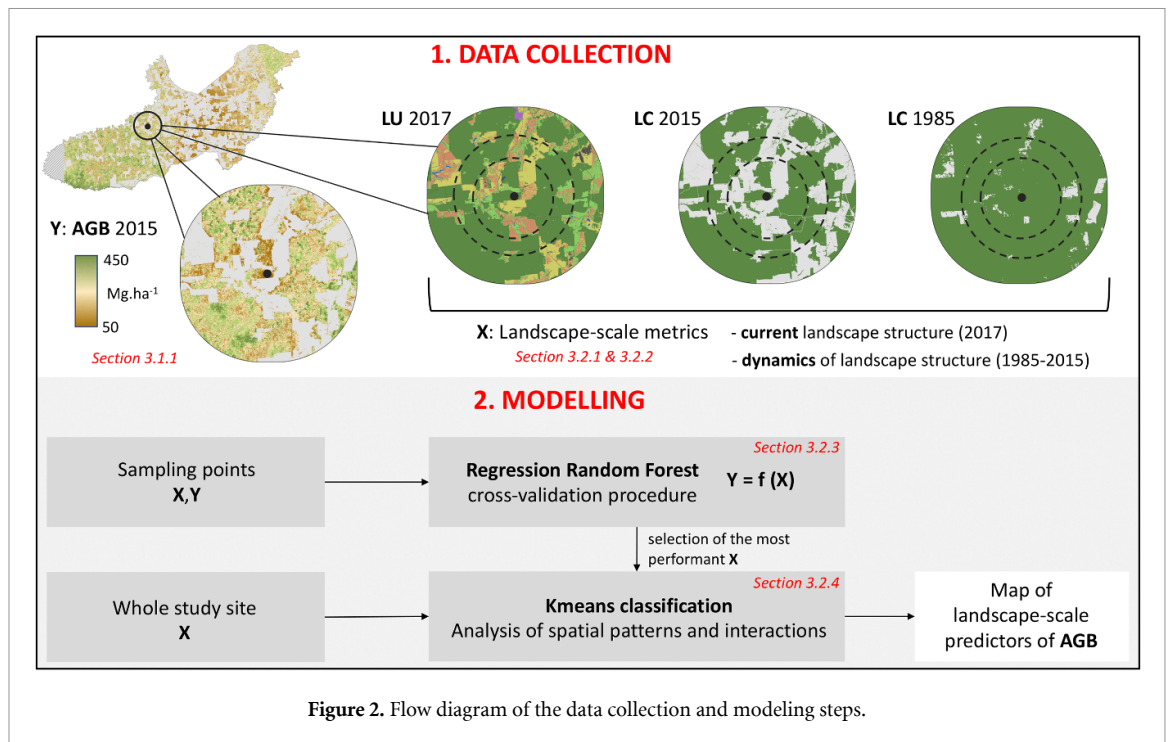 1. DATA COLLECTION
LU 2017
LC 2015
LC 1985
Y: AGB 2015
450
Mg.ha-1
50
Section 3.1.1
X: Landscape-scale metrics
- current landscape structure (2017)
Section 3.2.1 & 3.2.2
- dynamics of landscape structure (1985-2015)
2. MODELLING
Sampling points
X,Y
Section 3.2.3
Regression Random Forest
cross-validation procedure
Y = f (X)
selection of the most
performant X
Whole study site
X
Section 3.2.4
Kmeans classification
Analysis of spatial patterns and interactions
Map of
landscape-scale
predictors of AGB
Figure 2. Flow diagram of the data collection and modeling steps.